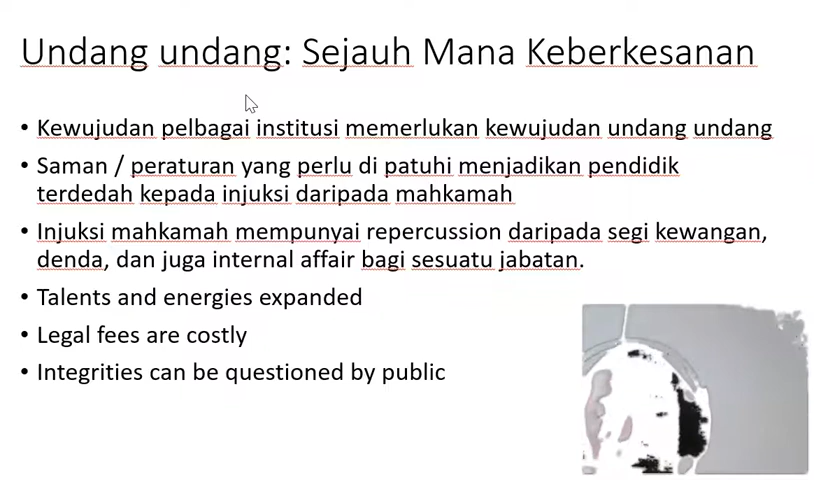 Undang undang: Sejauh Mana Keberkesanan
• Kewujudan pelbagai institusi memerlukan kewujudan undang undang
• Saman / peraturan yang perlu di patuhi menjadikan pendidik
terdedah kepada injuksi daripada mahkamah
• Injuksi mahkamah mempunyai repercussion daripada segi kewangan,
denda, dan juga internal affair bagi sesuatu jabatan.
• Talents and energies expanded
• Legal fees are costly
• Integrities can be questioned by public